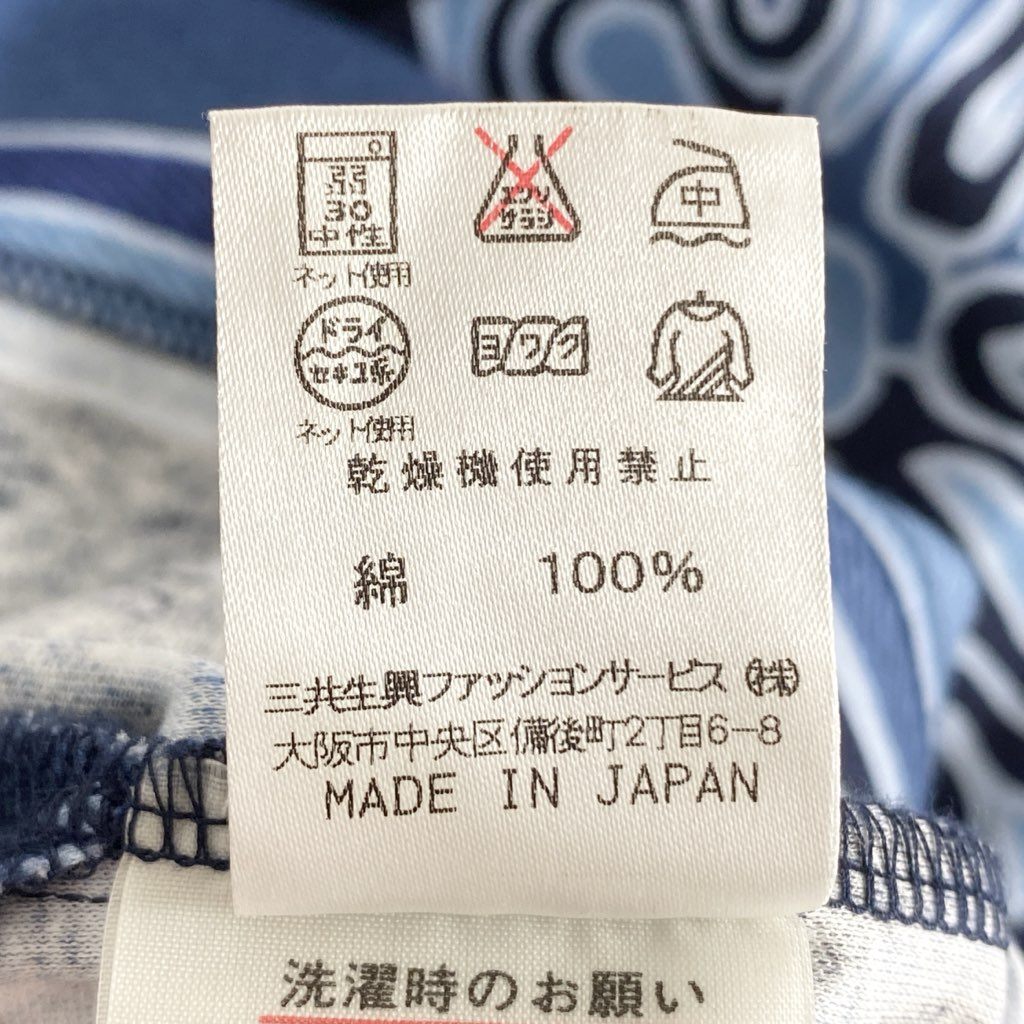 弱
30
中性
ネット使用
エンソ
サラシ
中
ドライ
セキユ系
ネット使用
ヨワク
乾燥機使用禁止
綿 100%
三共生興ファッションサービス ㈱
大阪市中央区備後町2丁目6-8
MADE IN JAPAN
洗濯時のお願い